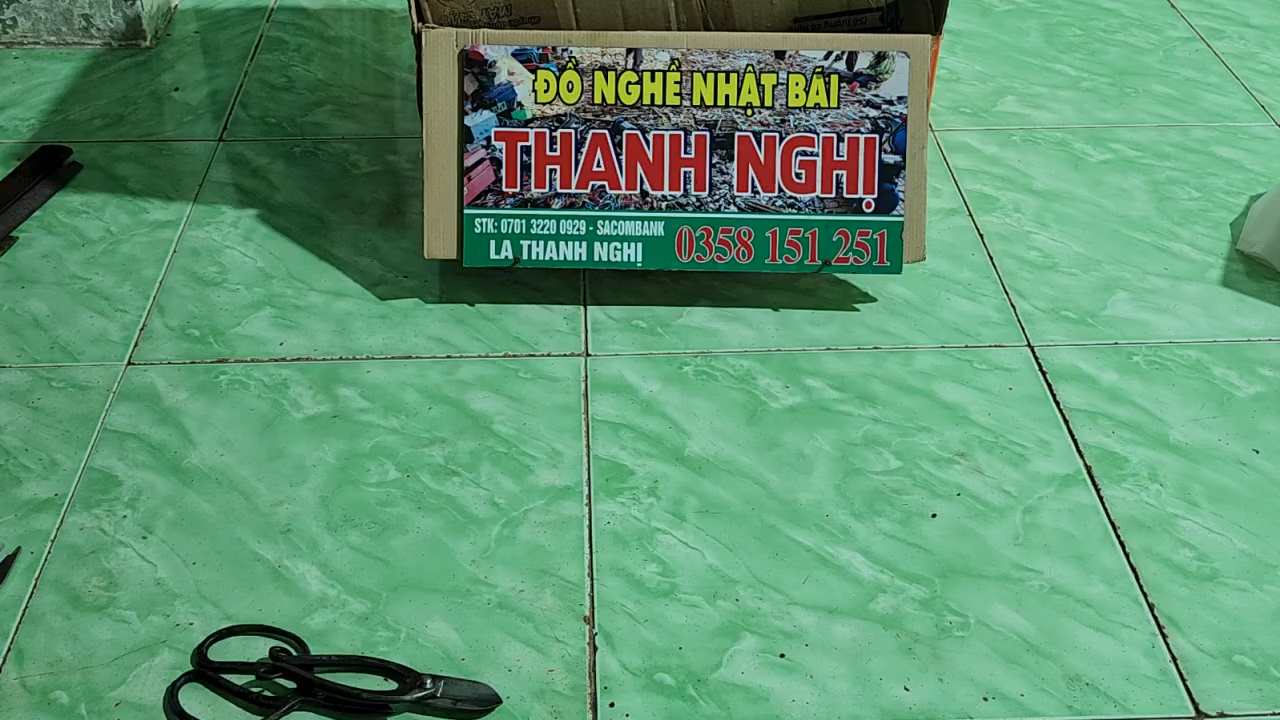 ĐỒ NGHỀ NHẬT BÃI
THANH NGHỊ
STK: 0701 3220 0929 - SACOMBANK
LA THANH NGHỊ
0358 151 251